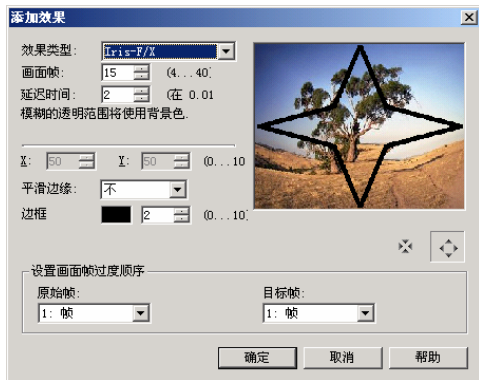 添加效果
效果类型: Iris-F/X
画面帧: 15 (4...40)
延迟时间: 2 (在 0.01
模糊的透明范围将使用背景色.
X: 50 Y: 50 (0...10
平滑边缘: 不
边框 2 (0...10)
设置画面帧过度顺序
原始帧: 目标帧:
1: 帧 1: 帧
确定 取消 帮助